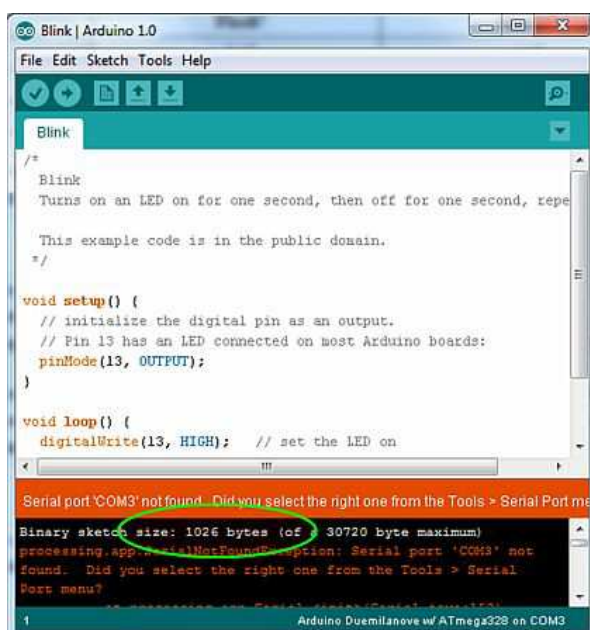 Blink | Arduino 1.0
File Edit Sketch Tools Help
Blink
/*
Blink
Turns on an LED on for one second, then off for one second, repe
This example code is in the public domain.
*/
void setup() {
// initialize the digital pin as an output.
// Pin 13 has an LED connected on most Arduino boards:
pinMode(13, OUTPUT);
}
void loop() {
digitalWrite(13, HIGH);   // set the LED on
Serial port 'COM3' not found. Did you select the right one from the Tools > Serial Port me
Binary sketch size: 1026 bytes (of a 30720 byte maximum)
processing.app.SerialNotFoundException: Serial port 'COM3' not
found.  Did you select the right one from the Tools > Serial
Port menu?
1
Arduino Duemilanove w/ ATmega328 on COM3